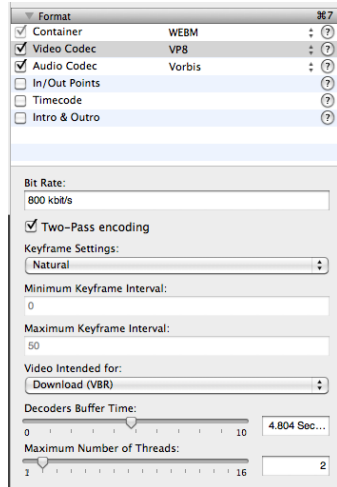 Format ⌘7
Container WEBM ?
Video Codec VP8 ?
Audio Codec Vorbis ?
In/Out Points ?
Timecode ?
Intro & Outro ?
Bit Rate:
800 kbit/s
Two-Pass encoding
Keyframe Settings:
Natural
Minimum Keyframe Interval:
0
Maximum Keyframe Interval:
50
Video Intended for:
Download (VBR)
Decoders Buffer Time:
0 10 4.804 Sec...
Maximum Number of Threads:
1 16 2